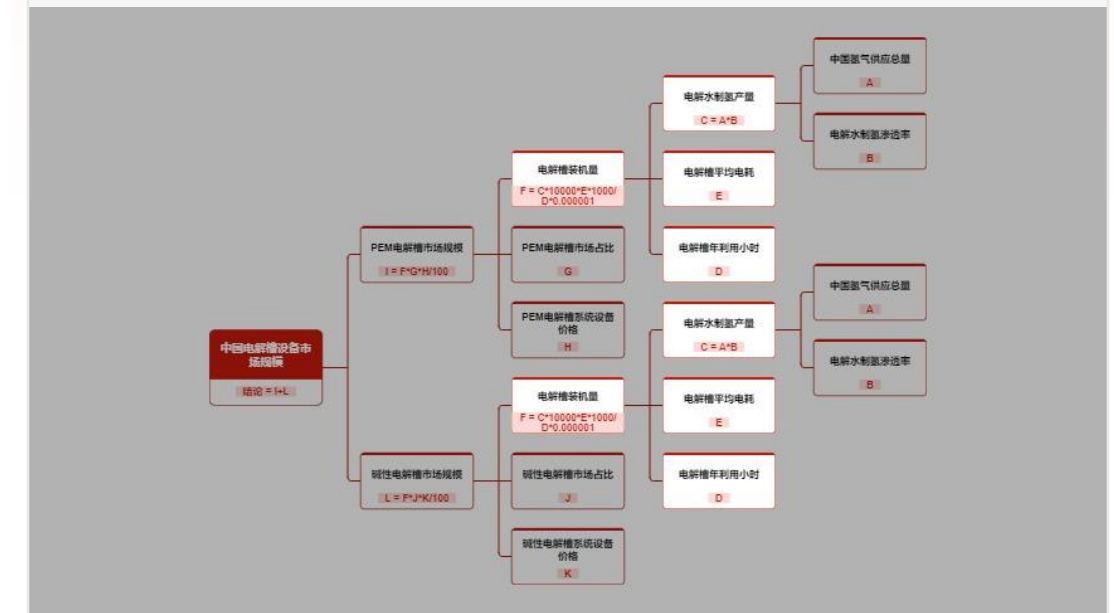 中国氢气供应总量
A
电解水制氢产量
C = A*B
电解水制氢渗透率
B
电解槽装机量
F = C*10000*E*1000/
D*0.000001
电解槽平均电耗
E
PEM电解槽市场规模
I = F*G*H/100
PEM电解槽市场占比
G
电解槽年利用小时
D
中国氢气供应总量
A
PEM电解槽系统设备
价格
H
电解水制氢产量
C = A*B
中国电解槽设备市
场规模
结论 = I+L
电解水制氢渗透率
B
电解槽装机量
F = C*10000*E*1000/
D*0.000001
电解槽平均电耗
E
碱性电解槽市场规模
L = F*J*K/100
碱性电解槽市场占比
J
电解槽年利用小时
D
碱性电解槽系统设备
价格
K